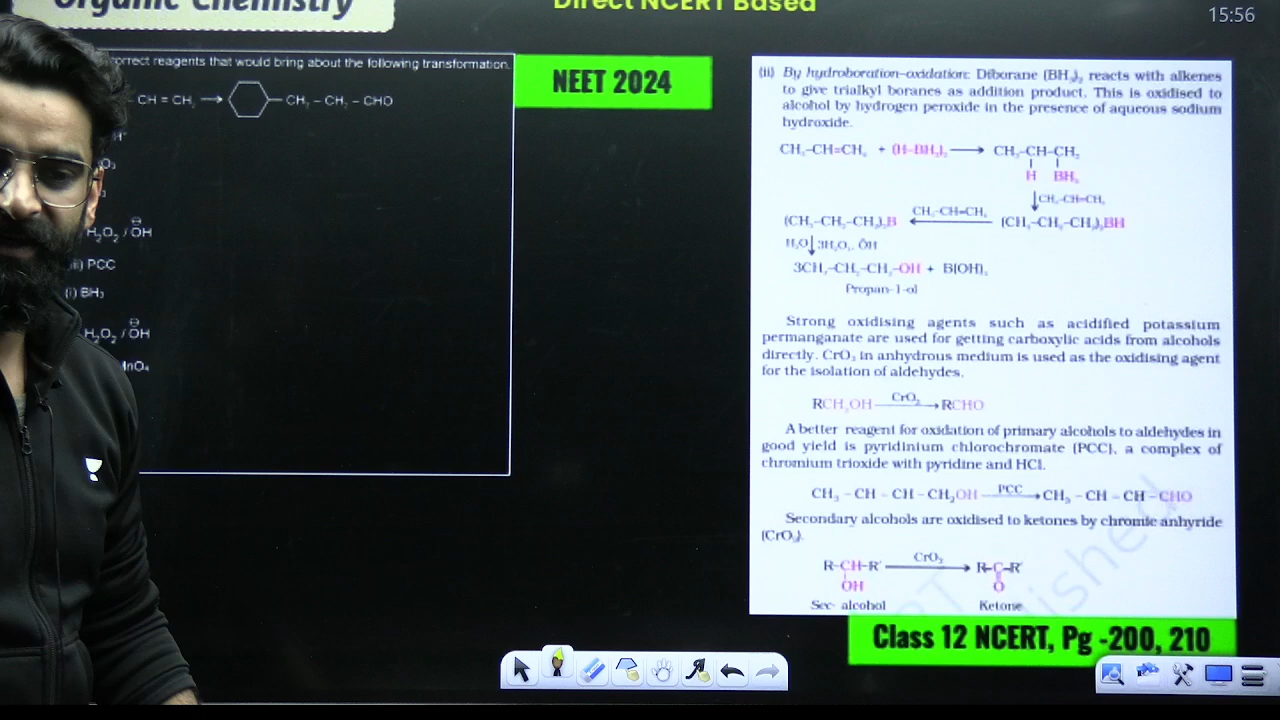 Organic Chemistry
Direct NCERT Based
15:56
correct reagents that would bring about the following transformation.
CH = CH₂ → – CH₂ – CH₂ – CHO
H₂O₂ / OH
PCC
(i) BH₃
H₂O₂ / OH
NEET 2024
(ii) By hydroboration–oxidation: Diborane (BH₃)₂ reacts with alkenes
to give trialkyl boranes as addition product. This is oxidised to
alcohol by hydrogen peroxide in the presence of aqueous sodium
hydroxide.
CH₃–CH=CH₂ + (H–BH₂)₂ → CH₃–CH–CH₂
H BH₂
CH₃–CH=CH₂
(CH₃–CH₂–CH₂)₃B ← CH₃–CH=CH₂ (CH₃–CH₂–CH₂)₂BH
H₂O ↓ 3H₂O₂, ŌH
3CH₃–CH₂–CH₂–OH + B(OH)₃
Propan-1-ol
Strong oxidising agents such as acidified potassium
permanganate are used for getting carboxylic acids from alcohols
directly. CrO₃ in anhydrous medium is used as the oxidising agent
for the isolation of aldehydes.
RCH₂OH CrO₃ → RCHO
A better reagent for oxidation of primary alcohols to aldehydes in
good yield is pyridinium chlorochromate (PCC), a complex of
chromium trioxide with pyridine and HCl.
CH₃ – CH – CH – CH₂OH PCC → CH₃ – CH – CH – CHO
Secondary alcohols are oxidised to ketones by chromic anhyride
(CrO₃).
R–CH–R' CrO₃ → R–C–R'
OH O
Sec- alcohol Ketone
Class 12 NCERT, Pg -200, 210